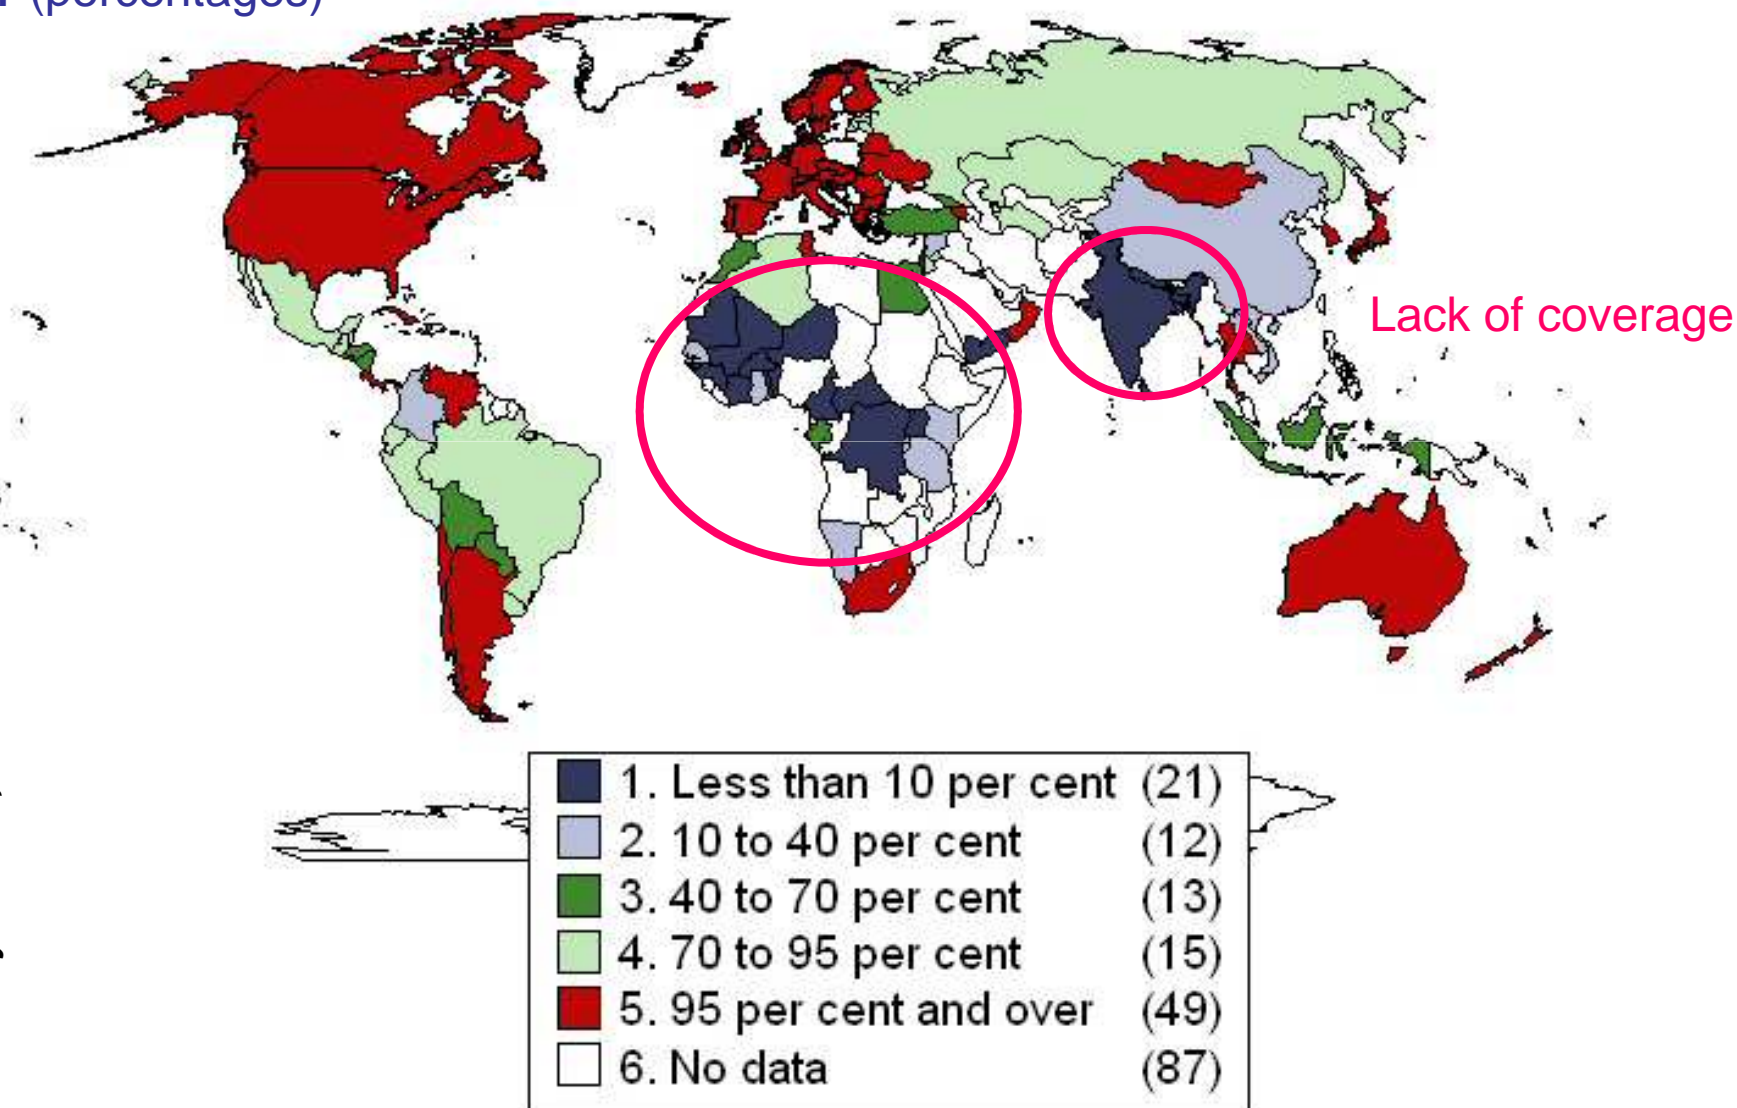 (percentages)
Lack of coverage
1. Less than 10 per cent (21)
2. 10 to 40 per cent (12)
3. 40 to 70 per cent (13)
4. 70 to 95 per cent (15)
5. 95 per cent and over (49)
6. No data (87)